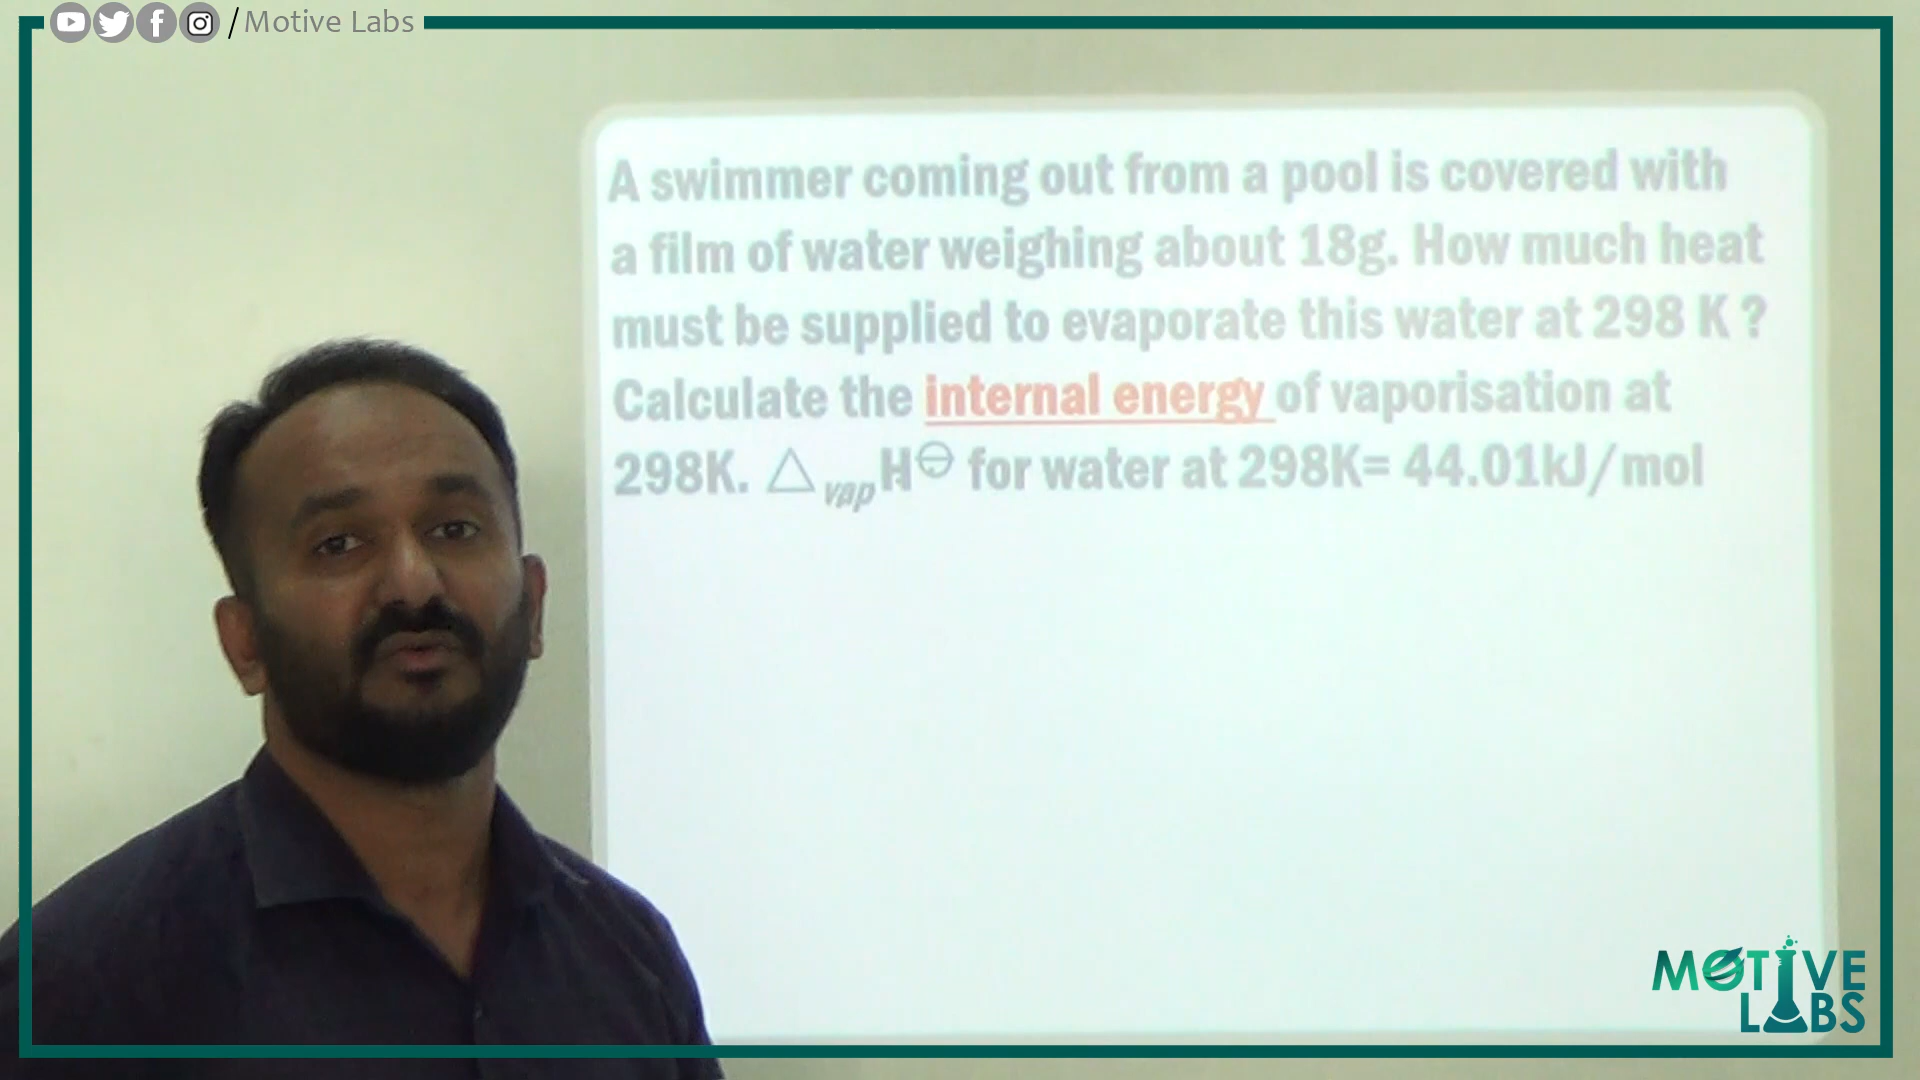 /Motive Labs
A swimmer coming out from a pool is covered with
a film of water weighing about 18g. How much heat
must be supplied to evaporate this water at 298 K ?
Calculate the internal energy of vaporisation at
298K. △ vap H⊖ for water at 298K= 44.01kJ/mol
MOTIVE
LABS